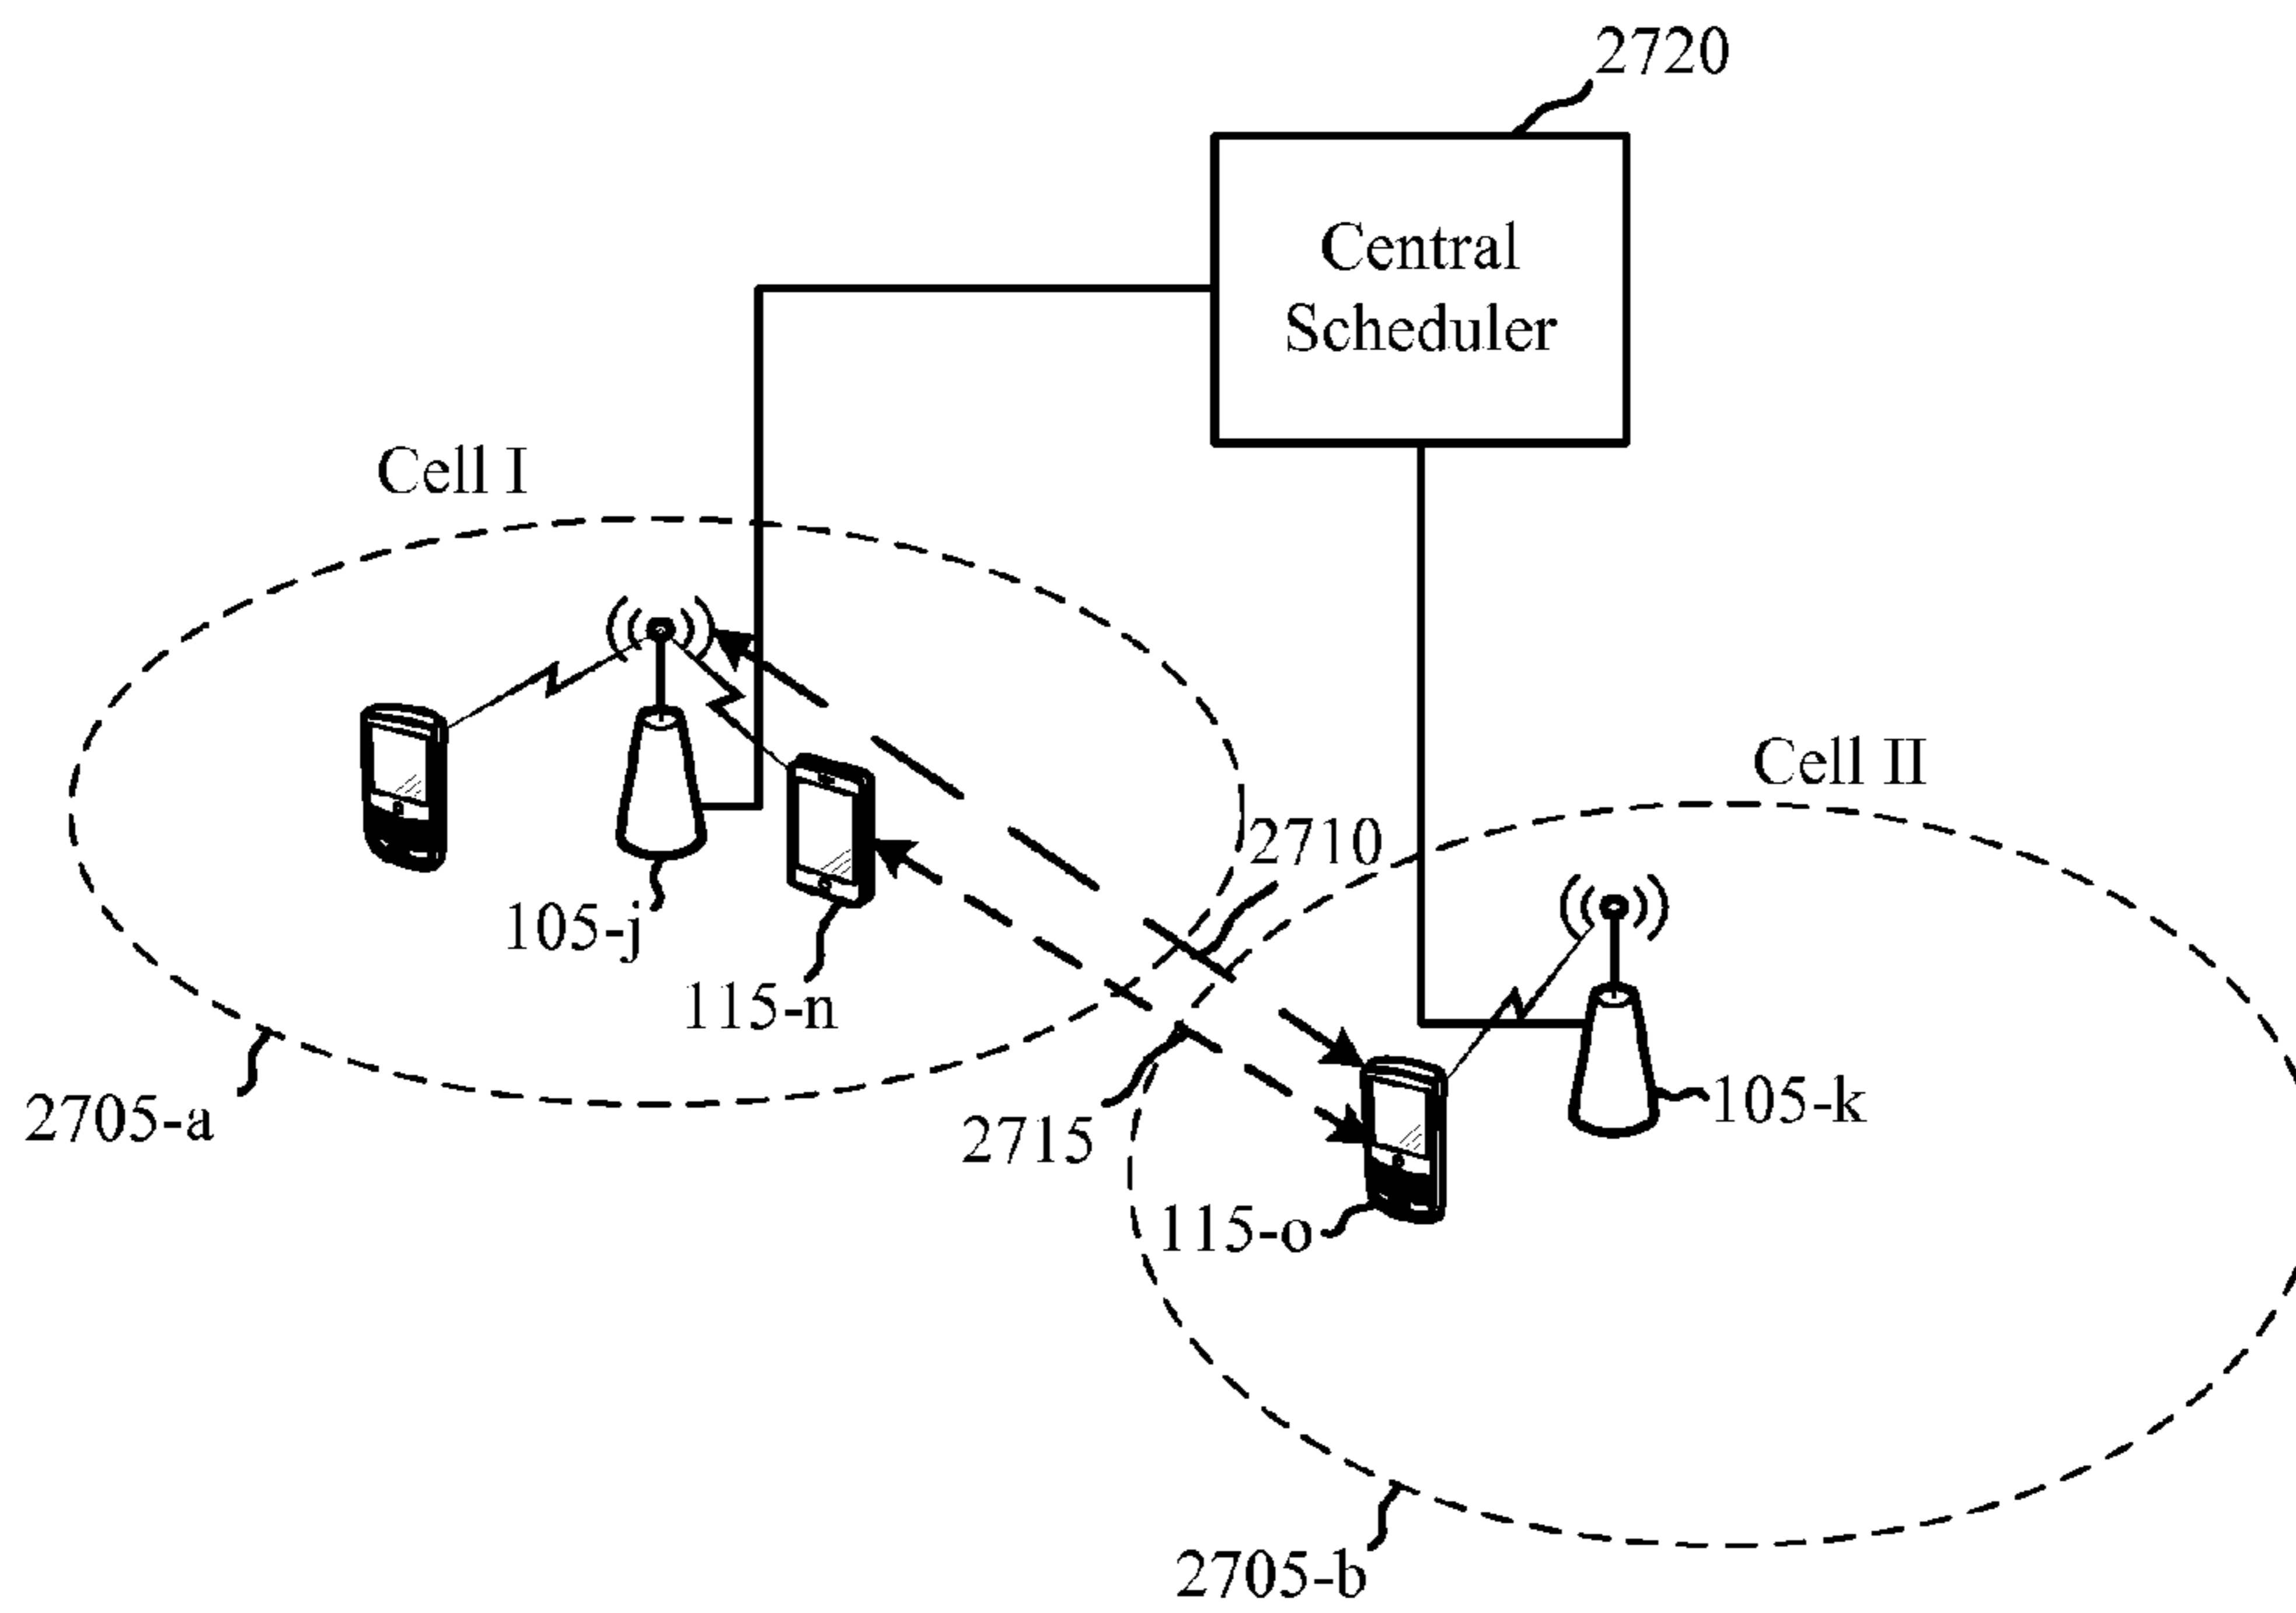 2720
Central
Scheduler
Cell I
Cell II
2710
105-j
115-n
2705-a
2715
105-k
115-o
2705-b